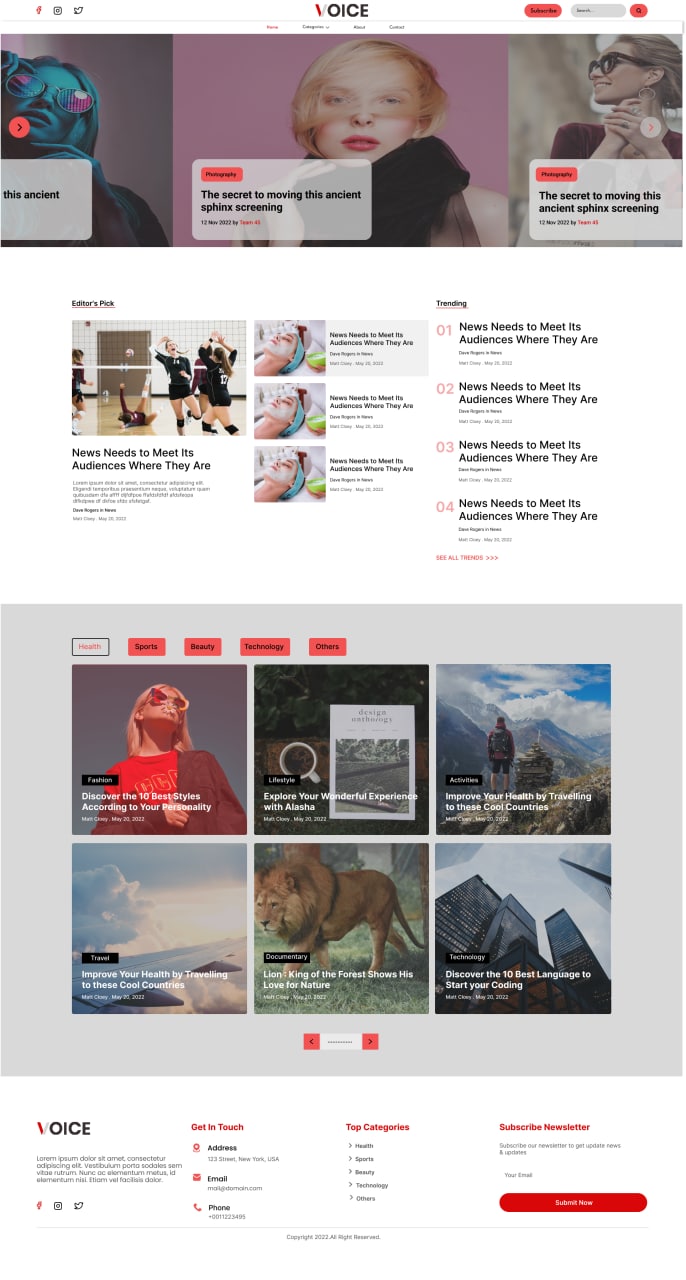 VOICE
Subscribe
Search...
Home
Categories
About
Contact
this ancient
Photography
The secret to moving this ancient
sphinx screening
12 Nov 2022 by Team 45
Photography
The secret to moving this
ancient sphinx screening
12 Nov 2022 by Team 45
Editor's Pick
News Needs to Meet Its
Audiences Where They Are
Lorem ipsum dolor sit amet, consectetur adipisicing elit.
Eligendi temporibus praesentium neque, voluptatum quam
quibusdam
Dave Rogers in News
Matt Cloey . May 20, 2022
News Needs to Meet Its
Audiences Where They Are
Dave Rogers in News
Matt Cloey . May 20, 2022
News Needs to Meet Its
Audiences Where They Are
Dave Rogers in News
Matt Cloey . May 20, 2022
News Needs to Meet Its
Audiences Where They Are
Dave Rogers in News
Matt Cloey . May 20, 2022
Trending
01
News Needs to Meet Its
Audiences Where They Are
Dave Rogers in News
Matt Cloey . May 20, 2022
02
News Needs to Meet Its
Audiences Where They Are
Dave Rogers in News
Matt Cloey . May 20, 2022
03
News Needs to Meet Its
Audiences Where They Are
Dave Rogers in News
Matt Cloey . May 20, 2022
04
News Needs to Meet Its
Audiences Where They Are
Dave Rogers in News
Matt Cloey . May 20, 2022
SEE ALL TRENDS >>>
Health
Sports
Beauty
Technology
Others
Fashion
Discover the 10 Best Styles
According to Your Personality
Matt Cloey . May 20, 2022
design
anthology
Lifestyle
Explore Your Wonderful Experience
with Alasha
Matt Cloey . May 20, 2022
Activities
Improve Your Health by Travelling
to these Cool Countries
Matt Cloey . May 20, 2022
Travel
Improve Your Health by Travelling
to these Cool Countries
Matt Cloey . May 20, 2022
Documentary
Lion : King of the Forest Shows His
Love for Nature
Matt Cloey . May 20, 2022
Technology
Discover the 10 Best Language to
Start your Coding
Matt Cloey . May 20, 2022
VOICE
Lorem ipsum dolor sit amet, consectetur
adipiscing elit. Vestibulum porta sodales sem
vitae rutrum. Nunc ac elementum metus, id
elementum nisi. Etiam vel facilisis dolor.
Get In Touch
Address
123 Street, New York, USA
Email
mail@domain.com
Phone
+0011223495
Top Categories
Health
Sports
Beauty
Technology
Others
Subscribe Newsletter
Subscribe our newsletter to get update news
& updates
Your Email
Submit Now
Copyright 2022.All Right Reserved.